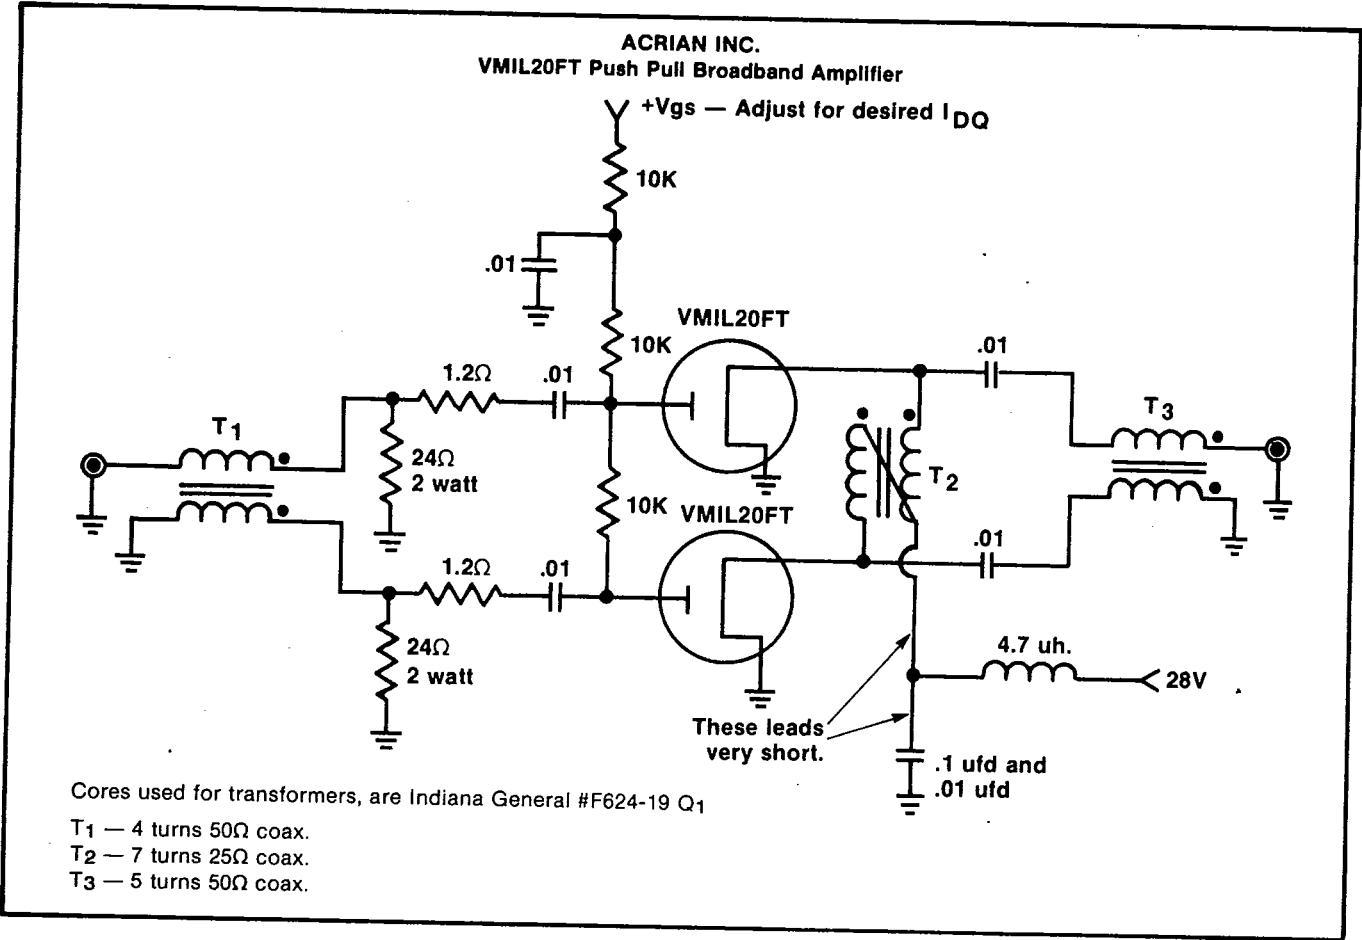 ACRIAN INC.
VMIL20FT Push Pull Broadband Amplifier
+Vgs — Adjust for desired I DQ
10K
.01
VMIL20FT
10K
.01
1.2Ω
.01
T3
T1
24Ω
2 watt
T2
10K
VMIL20FT
.01
1.2Ω
.01
24Ω
2 watt
4.7 uh.
28V
These leads
very short.
.1 ufd and
.01 ufd
Cores used for transformers, are Indiana General #F624-19 Q1
T1 — 4 turns 50Ω coax.
T2 — 7 turns 25Ω coax.
T3 — 5 turns 50Ω coax.